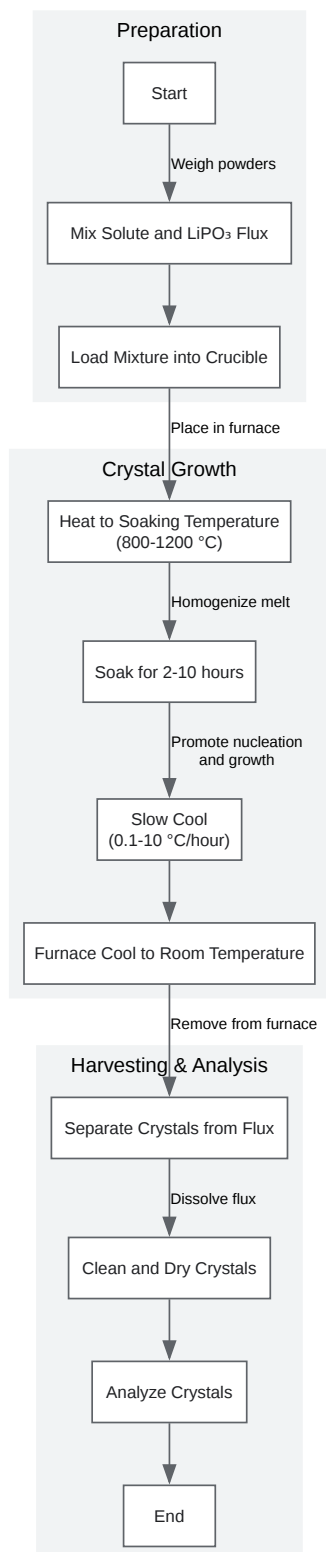 Preparation
Start
Weigh powders
Mix Solute and LiPO₃ Flux
Load Mixture into Crucible
Place in furnace
Crystal Growth
Heat to Soaking Temperature
(800-1200 °C)
Homogenize melt
Soak for 2-10 hours
Promote nucleation
and growth
Slow Cool
(0.1-10 °C/hour)
Furnace Cool to Room Temperature
Remove from furnace
Harvesting & Analysis
Separate Crystals from Flux
Dissolve flux
Clean and Dry Crystals
Analyze Crystals
End